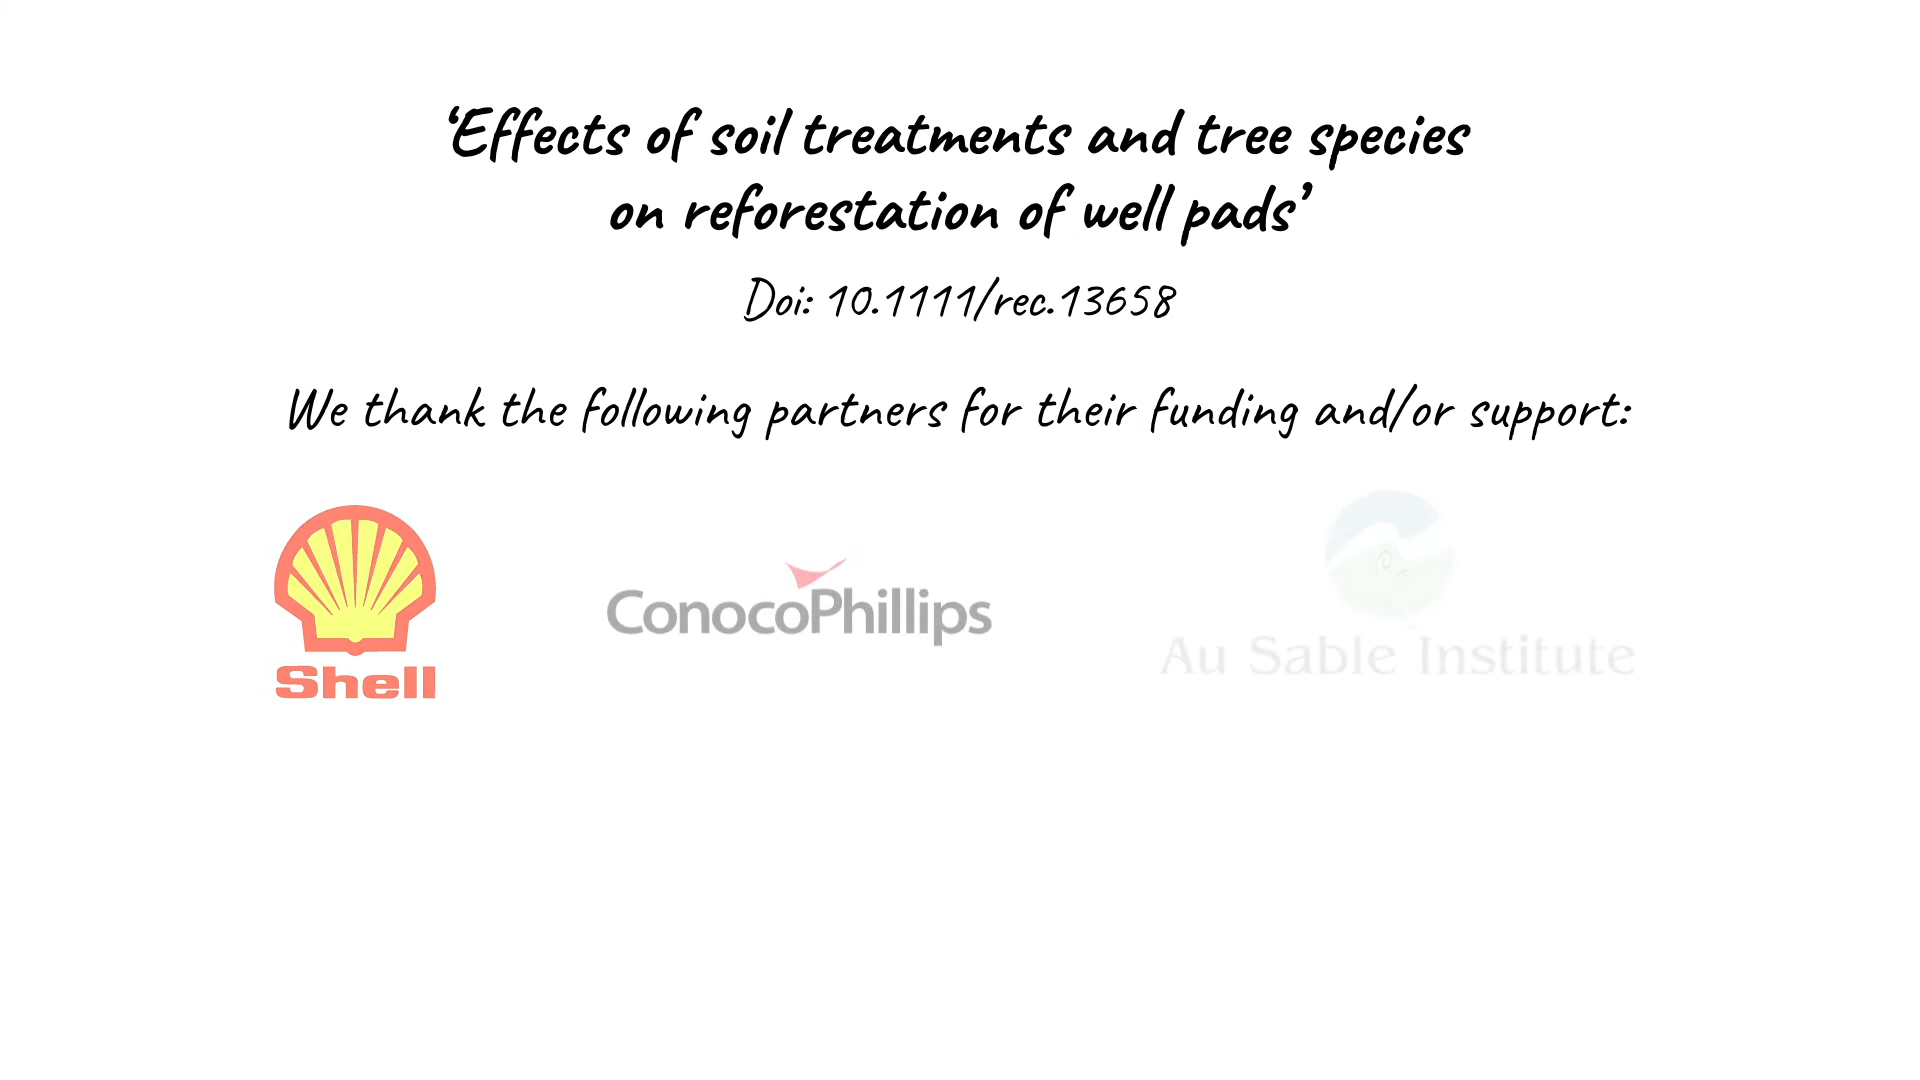 ‘Effects of soil treatments and tree species
on reforestation of well pads’
Doi: 10.1111/rec.13658
We thank the following partners for their funding and/or support:
Shell
ConocoPhillips
Au Sable Institute